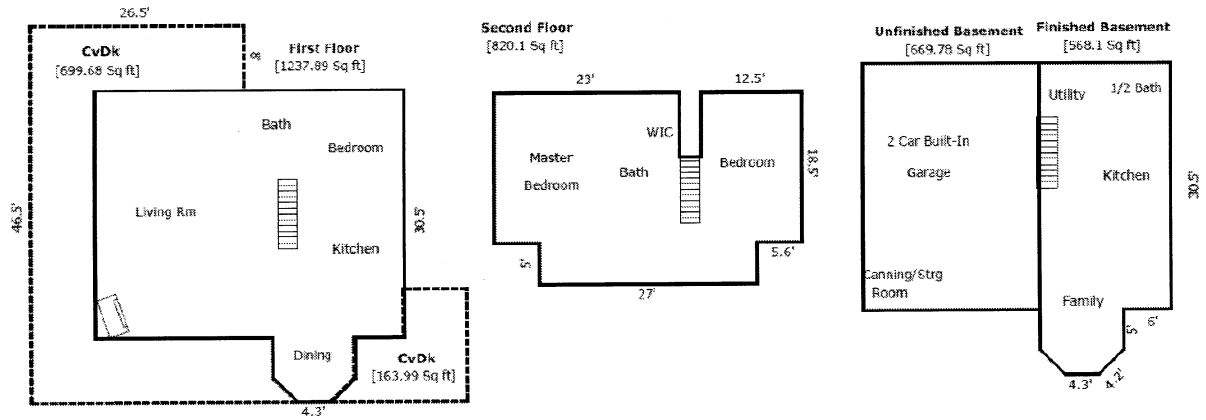 26.5'
CvDk
[699.68 Sq ft]
8'
First Floor
[1237.89 Sq ft]
Bath
Bedroom
Living Rm
Kitchen
46.5'
30.5'
Dining
CvDk
[163.99 Sq ft]
4.3'
Second Floor
[820.1 Sq ft]
23'
12.5'
WIC
Master
Bedroom
Bath
Bedroom
18.5'
5'
5.6'
27'
Unfinished Basement
[669.78 Sq ft]
Finished Basement
[568.1 Sq ft]
Utility
1/2 Bath
2 Car Built-In
Garage
Kitchen
30.5'
Canning/Strg
Room
Family
5'
6'
4.3'
4.2'